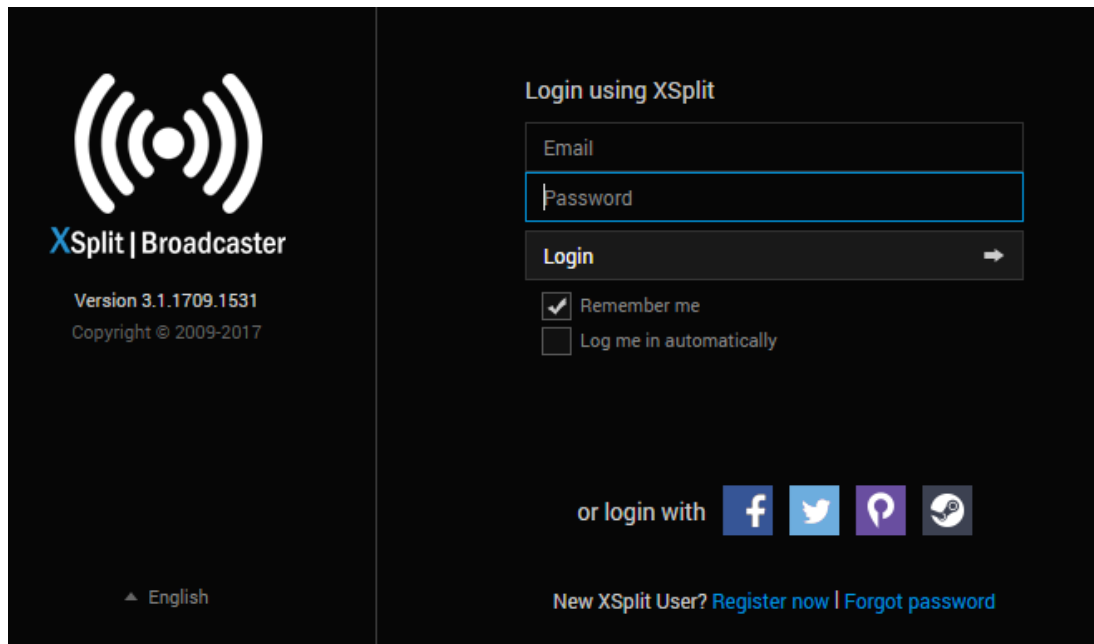 XSplit | Broadcaster
Version 3.1.1709.1531
Copyright © 2009-2017
English
Login using XSplit
Email
Password
Login
Remember me
Log me in automatically
or login with
New XSplit User? Register now | Forgot password